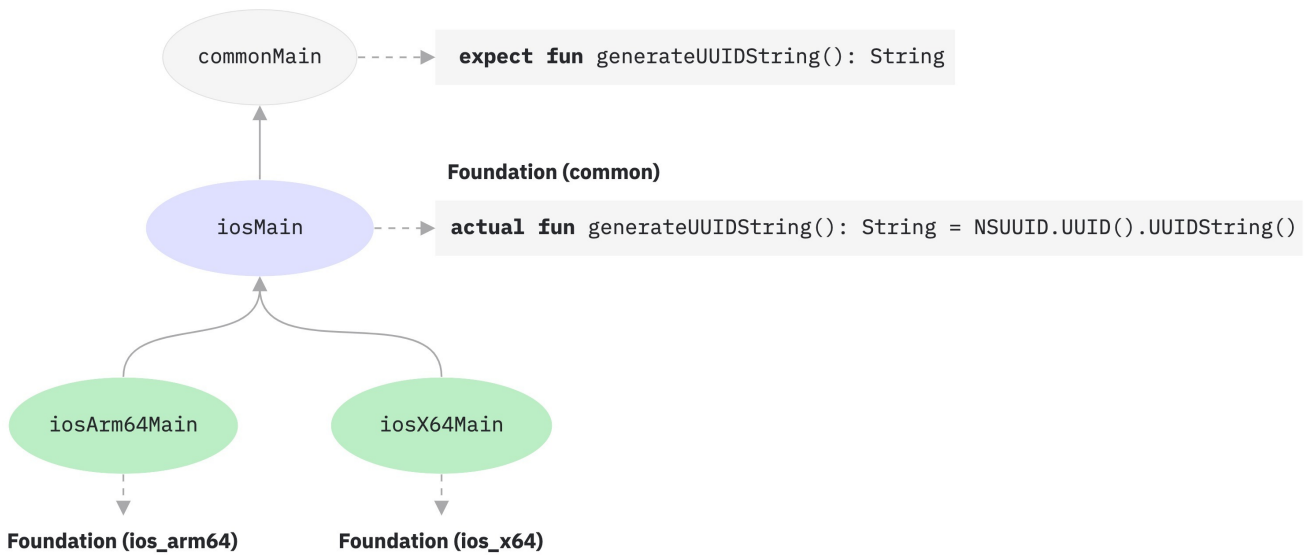 commonMain
expect fun generateUUIDString(): String
Foundation (common)
iosMain
actual fun generateUUIDString(): String = NSUUID.UUID().UUIDString()
iosArm64Main
iosX64Main
Foundation (ios_arm64)
Foundation (ios_x64)